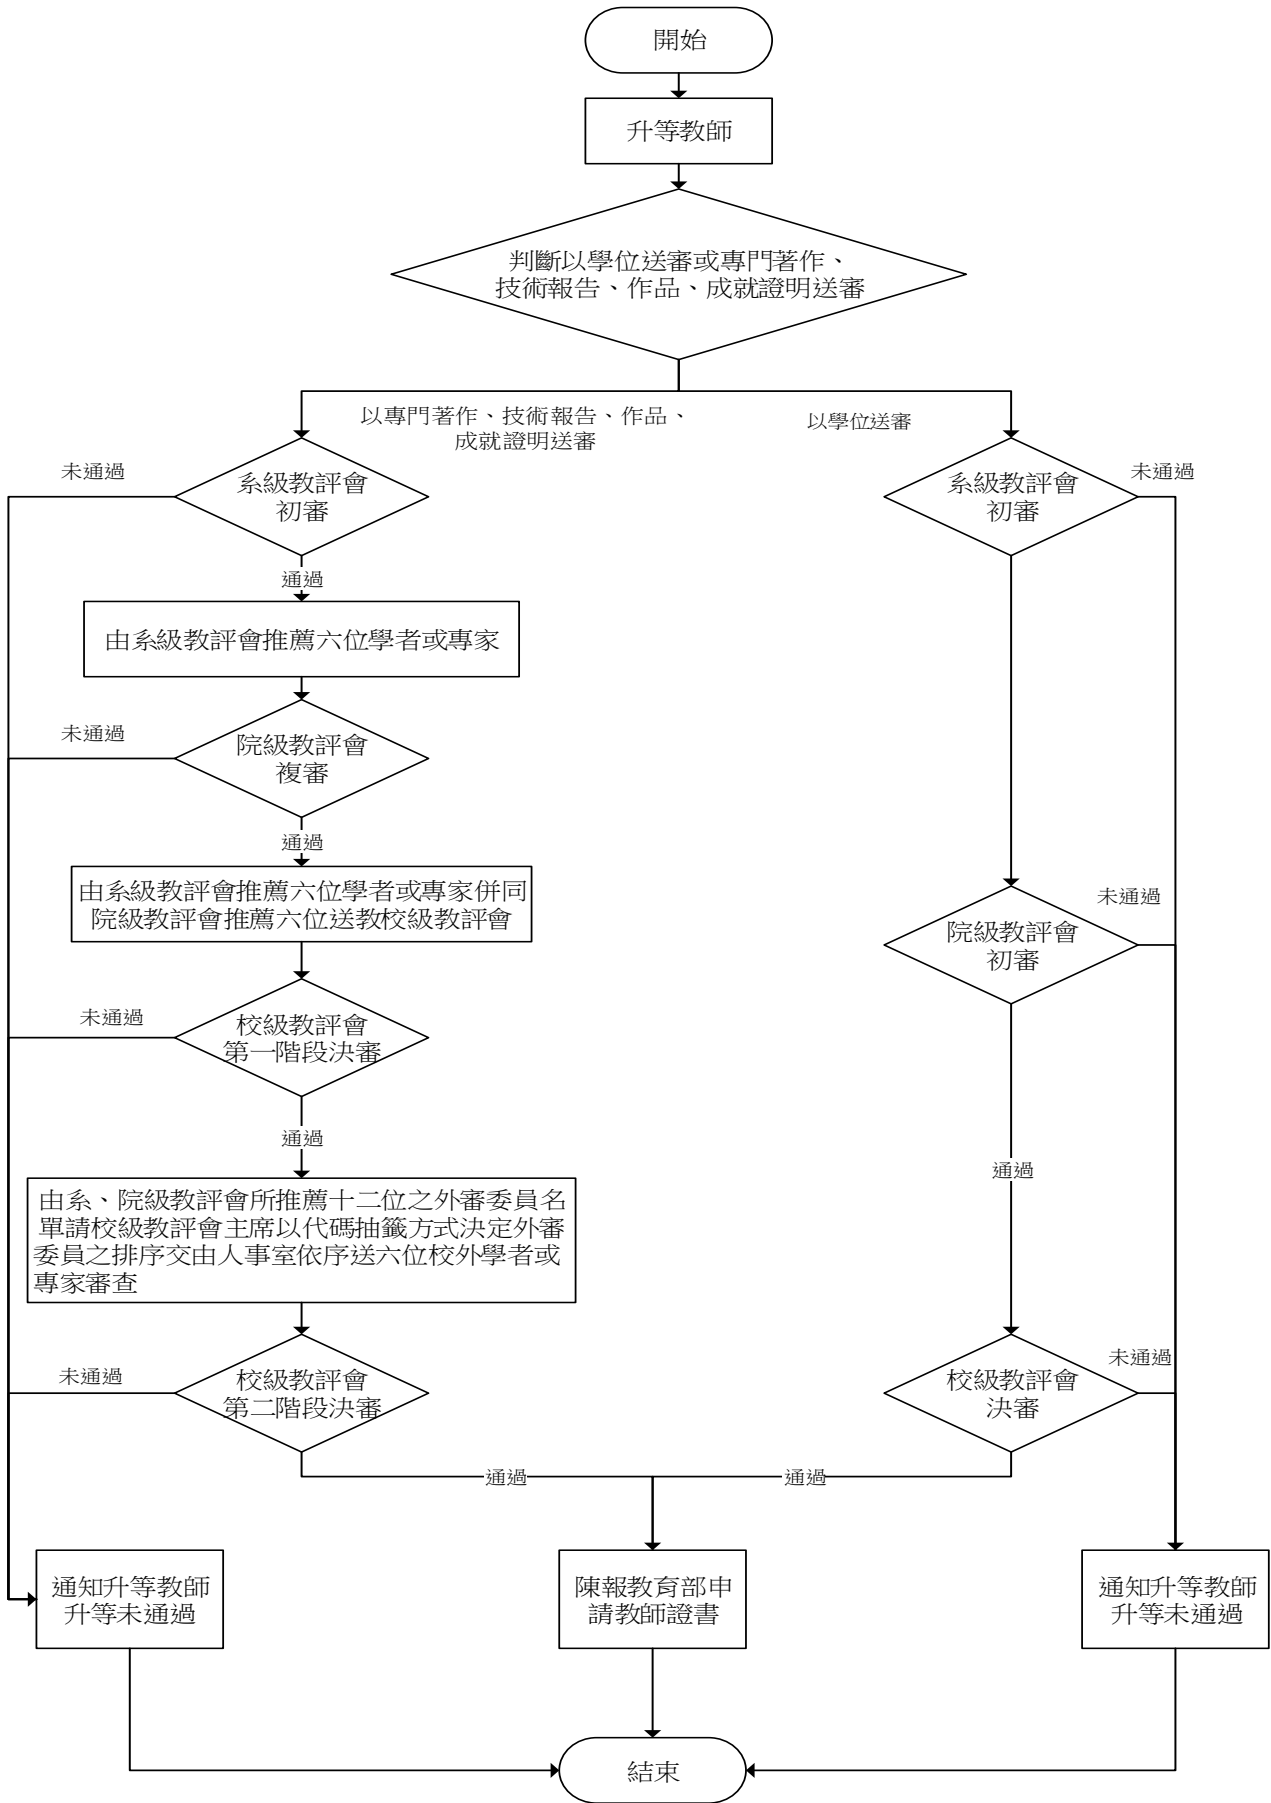 開始
升等教師
判斷以學位送審或專門著作、
技術報告、作品、成就證明送審
以專門著作、技術報告、作品、
成就證明送審
以學位送審
未通過
系級教評會
初審
系級教評會
初審
未通過
通過
由系級教評會推薦六位學者或專家
未通過
院級教評會
複審
通過
由系級教評會推薦六位學者或專家併同
院級教評會推薦六位送教校級教評會
院級教評會
初審
未通過
未通過
校級教評會
第一階段決審
通過
通過
由系、院級教評會所推薦十二位之外審委員名
單請校級教評會主席以代碼抽籤方式決定外審
委員之排序交由人事室依序送六位校外學者或
專家審查
未通過
校級教評會
第二階段決審
校級教評會
決審
未通過
通過
通過
通知升等教師
升等未通過
陳報教育部申
請教師證書
通知升等教師
升等未通過
結束